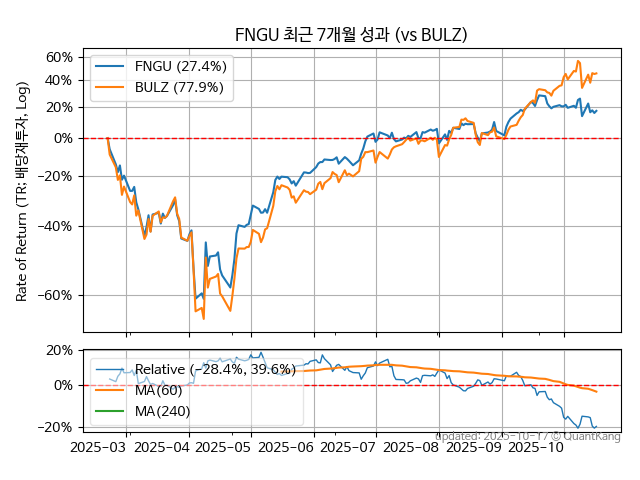 FNGU 최근 7개월 성과 (vs BULZ)
Rate of Return (TR: 배당재투자, Log)
60%
40%
20%
0%
−20%
−40%
−60%
FNGU (27.4%)
BULZ (77.9%)
20%
0%
−20%
Relative (−28.4%, 39.6%)
MA(60)
MA(240)
2025−03 2025−04 2025−05 2025−06 2025−07 2025−08 2025−09 2025−10
updated: 2025-10-17 © QuantKang